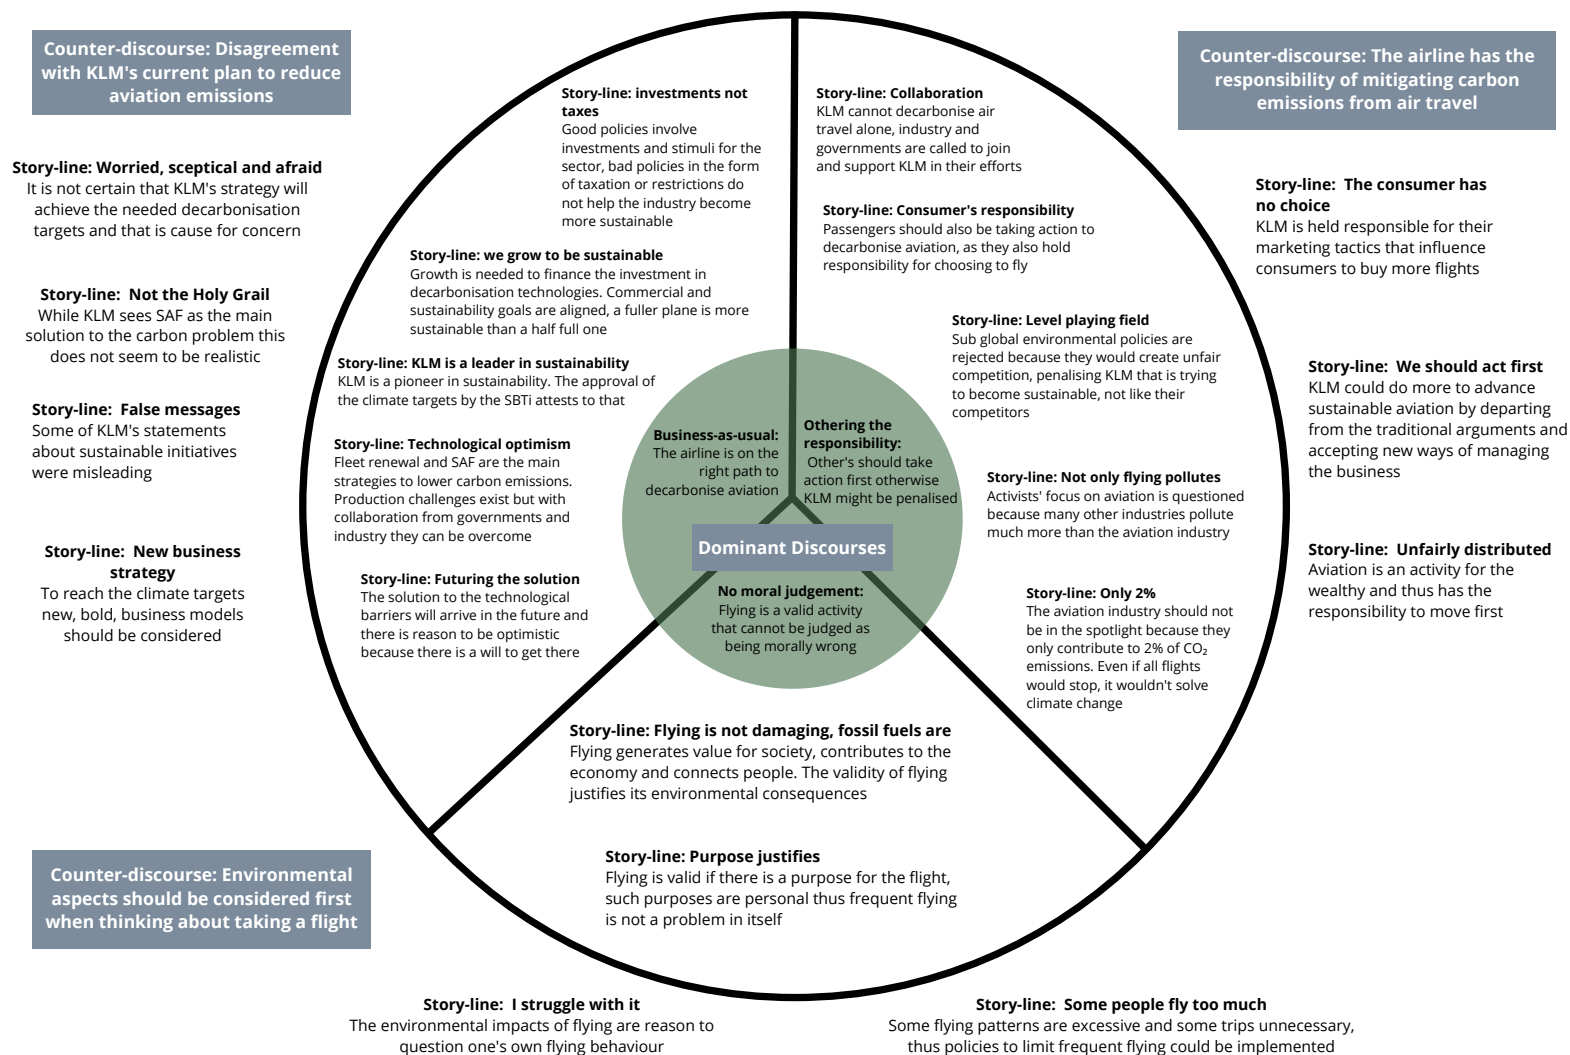 Counter-discourse: Disagreement
with KLM's current plan to reduce
aviation emissions
Story-line: Worried, sceptical and afraid
It is not certain that KLM's strategy will
achieve the needed decarbonisation
targets and that is cause for concern
Story-line:  Not the Holy Grail
While KLM sees SAF as the main
solution to the carbon problem this
does not seem to be realistic
Story-line:  False messages
Some of KLM's statements
about sustainable initiatives
were misleading
Story-line:  New business
strategy
To reach the climate targets
new, bold, business models
should be considered
Story-line: investments not
taxes
Good policies involve
investments and stimuli for the
sector, bad policies in the form
of taxation or restrictions do
not help the industry become
more sustainable
Story-line: we grow to be sustainable
Growth is needed to finance the investment in
decarbonisation technologies. Commercial and
sustainability goals are aligned, a fuller plane is more
sustainable than a half full one
Story-line: KLM is a leader in sustainability
KLM is a pioneer in sustainability. The approval of
the climate targets by the SBTi attests to that
Story-line: Technological optimism
Fleet renewal and SAF are the main
strategies to lower carbon emissions.
Production challenges exist but with
collaboration from governments and
industry they can be overcome
Story-line: Futuring the solution
The solution to the technological
barriers will arrive in the future and
there is reason to be optimistic
because there is a will to get there
Business-as-usual:
The airline is on the
right path to
decarbonise aviation
Othering the
responsibility:
Other's should take
action first otherwise
KLM might be penalised
Dominant Discourses
No moral judgement:
Flying is a valid activity
that cannot be judged as
being morally wrong
Story-line: Collaboration
KLM cannot decarbonise air
travel alone, industry and
governments are called to join
and support KLM in their efforts
Story-line: Consumer's responsibility
Passengers should also be taking action to
decarbonise aviation, as they also hold
responsibility for choosing to fly
Story-line: Level playing field
Sub global environmental policies are
rejected because they would create unfair
competition, penalising KLM that is trying
to become sustainable, not like their
competitors
Story-line: Not only flying pollutes
Activists' focus on aviation is questioned
because many other industries pollute
much more than the aviation industry
Story-line: Only 2%
The aviation industry should not
be in the spotlight because they
only contribute to 2% of CO₂
emissions. Even if all flights
would stop, it wouldn't solve
climate change
Counter-discourse: The airline has the
responsibility of mitigating carbon
emissions from air travel
Story-line:  The consumer has
no choice
KLM is held responsible for their
marketing tactics that influence
consumers to buy more flights
Story-line:  We should act first
KLM could do more to advance
sustainable aviation by departing
from the traditional arguments and
accepting new ways of managing
the business
Story-line:  Unfairly distributed
Aviation is an activity for the
wealthy and thus has the
responsibility to move first
Story-line: Flying is not damaging, fossil fuels are
Flying generates value for society, contributes to the
economy and connects people. The validity of flying
justifies its environmental consequences
Story-line: Purpose justifies
Flying is valid if there is a purpose for the flight,
such purposes are personal thus frequent flying
is not a problem in itself
Counter-discourse: Environmental
aspects should be considered first
when thinking about taking a flight
Story-line:  I struggle with it
The environmental impacts of flying are reason to
question one's own flying behaviour
Story-line:  Some people fly too much
Some flying patterns are excessive and some trips unnecessary,
thus policies to limit frequent flying could be implemented